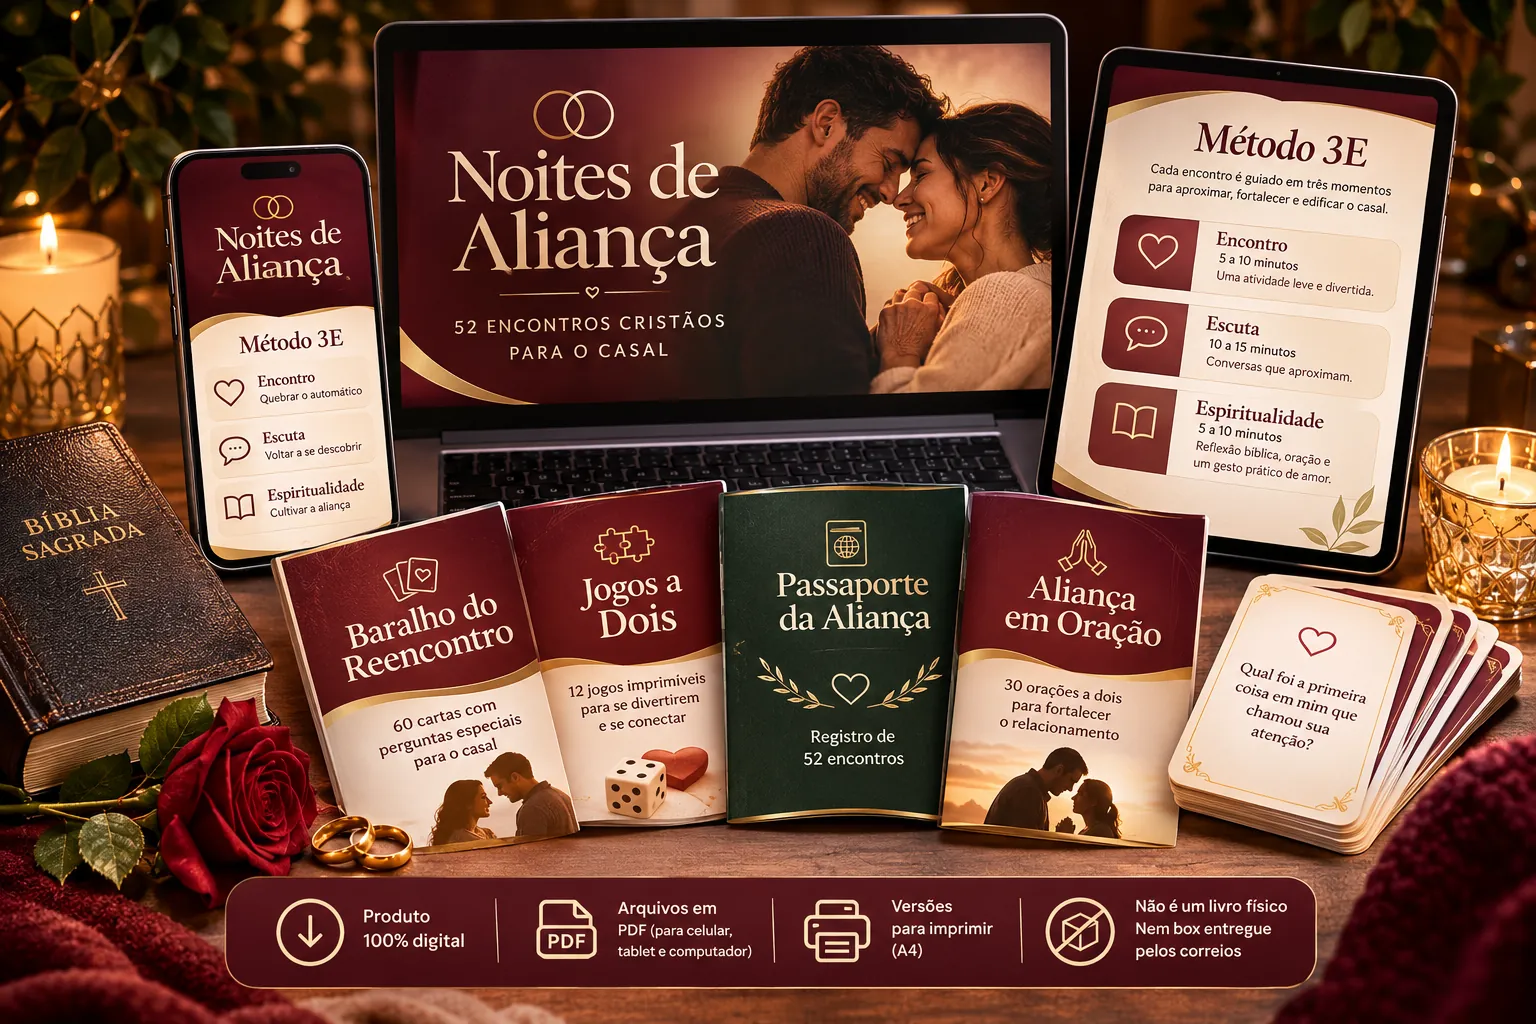 Noites de
Aliança
Método 3E
Encontro
Quebrar o automático
Escuta
Voltar a se descobrir
Espiritualidade
Cultivar a aliança
Noites de
Aliança
52 ENCONTROS CRISTÃOS
PARA O CASAL
Método 3E
Cada encontro é guiado em três momentos
para aproximar, fortalecer e edificar o casal.
Encontro
5 a 10 minutos
Uma atividade leve e divertida.
Escuta
10 a 15 minutos
Conversas que aproximam.
Espiritualidade
5 a 10 minutos
Reflexão bíblica, oração e
um gesto prático de amor.
BÍBLIA
SAGRADA
Baralho do
Reencontro
60 cartas com
perguntas especiais
para o casal
Jogos a
Dois
12 jogos imprimíveis
para se divertirem
e se conectar
Passaporte
da Aliança
Registro de
52 encontros
Aliança
em Oração
30 orações a dois
para fortalecer
o relacionamento
Qual foi a primeira
coisa em mim que
chamou sua
atenção?
Produto
100% digital
PDF
Arquivos em
PDF (para celular,
tablet e computador)
Versões
para imprimir
(A4)
Não é um livro físico
Nem box entregue
pelos correios